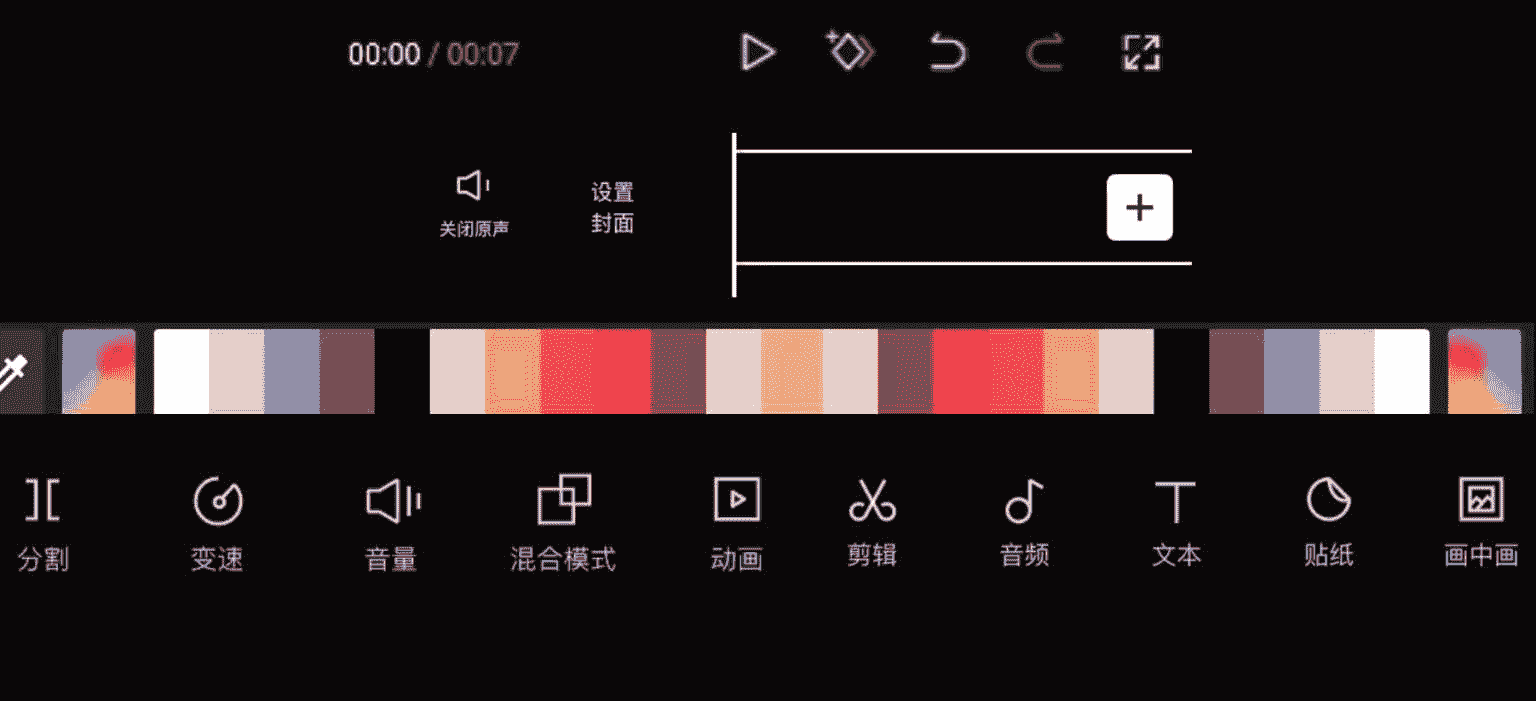 00:00 / 00:07
关闭原声
设置
封面
分割 变速 音量 混合模式 动画 剪辑 音频 文本 贴纸 画中画